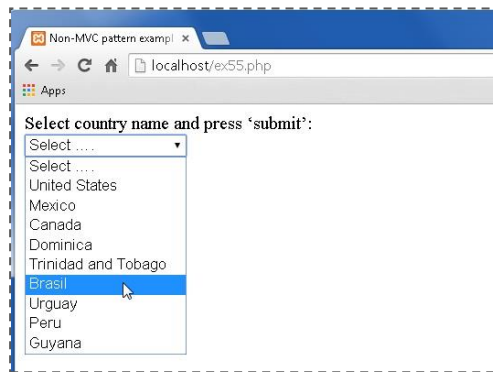 Non-MVC pattern exampl
localhost/ex55.php
Apps
Select country name and press ‘submit’:
Select ....
Select ....
United States
Mexico
Canada
Dominica
Trinidad and Tobago
Brasil
Urguay
Peru
Guyana